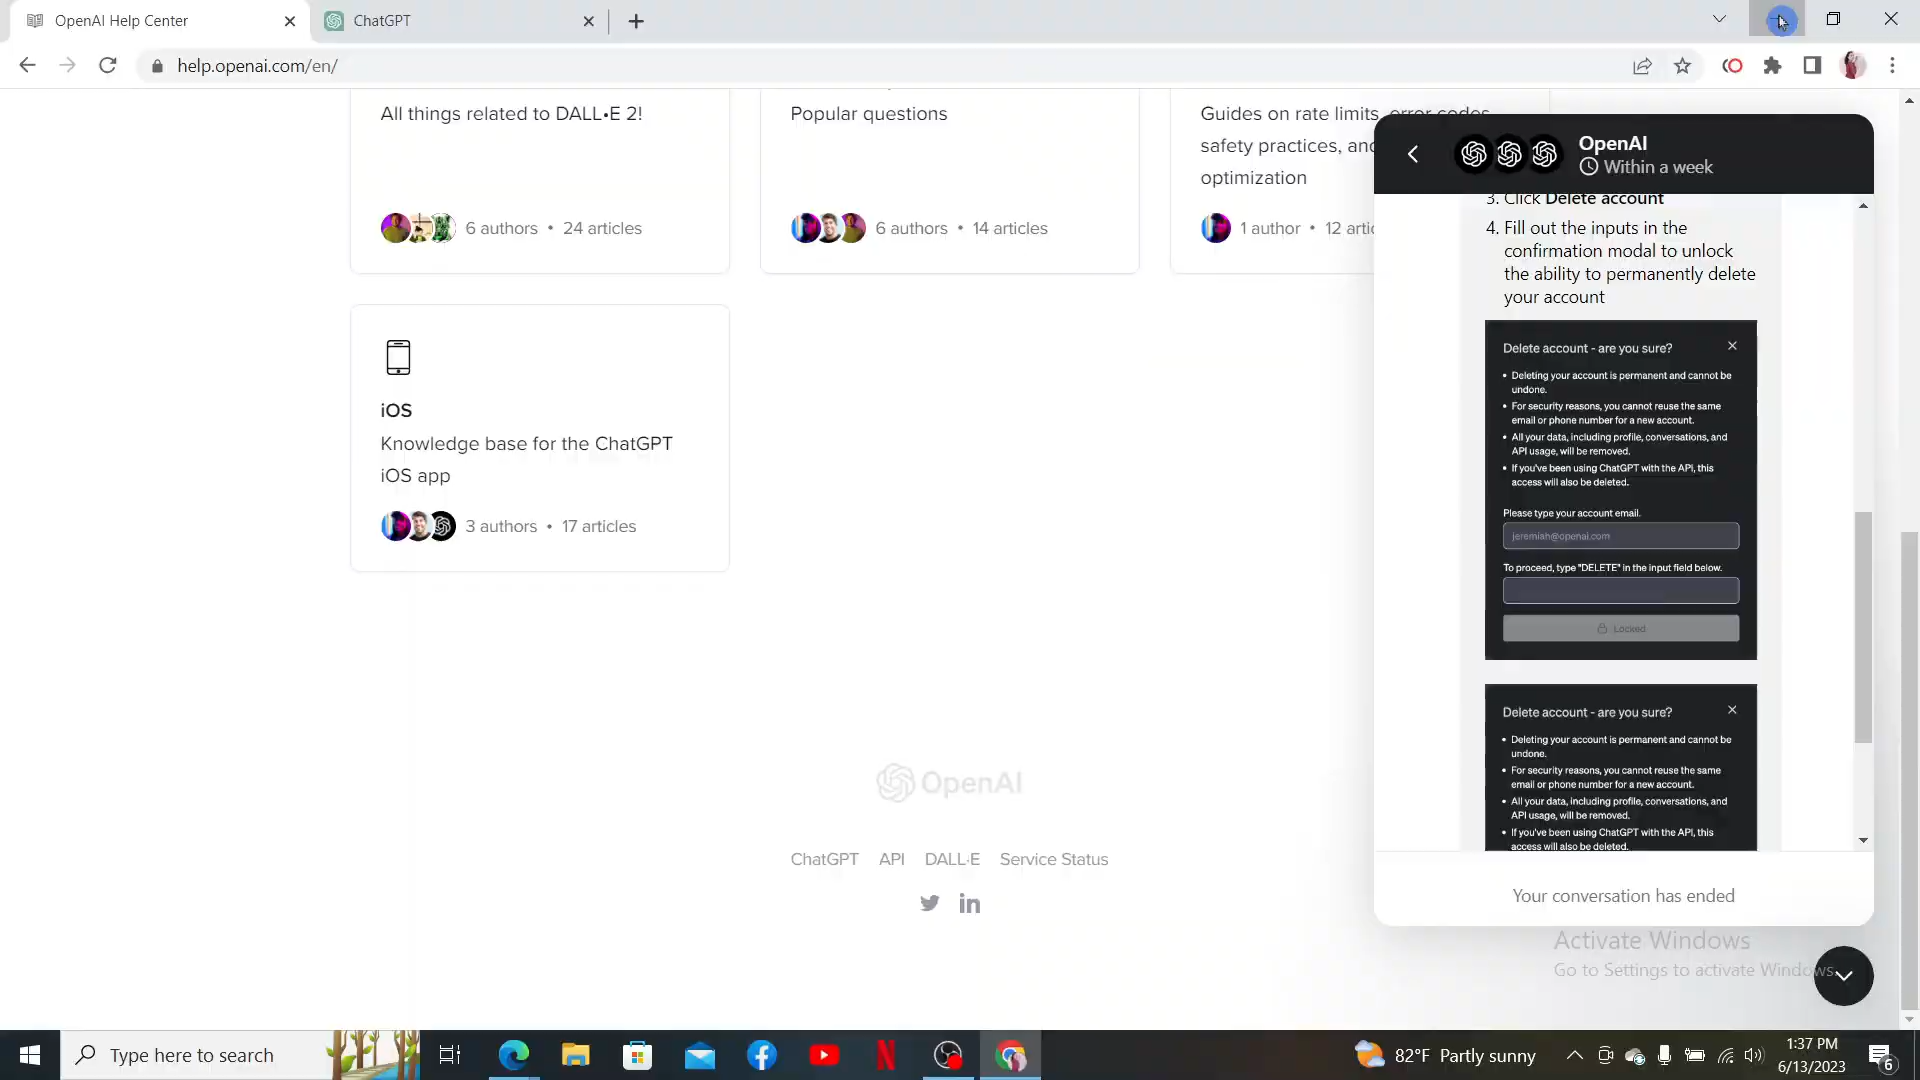 OpenAI Help Center
ChatGPT
help.openai.com/en/
All things related to DALL•E 2!
6 authors • 24 articles
Popular questions
6 authors • 14 articles
Guides on rate limits, error codes,
safety practices, and
optimization
1 author • 12 artic
iOS
Knowledge base for the ChatGPT
iOS app
3 authors • 17 articles
OpenAI
ChatGPT API DALL·E Service Status
OpenAI
Within a week
3. Click Delete account
4. Fill out the inputs in the
confirmation modal to unlock
the ability to permanently delete
your account
Delete account - are you sure?
• Deleting your account is permanent and cannot be
undone.
• For security reasons, you cannot reuse the same
email or phone number for a new account.
• All your data, including profile, conversations, and
API usage, will be removed.
• If you've been using ChatGPT with the API, this
access will also be deleted.
Please type your account email.
jeremiah@openai.com
To proceed, type "DELETE" in the input field below.
Locked
Delete account - are you sure?
• Deleting your account is permanent and cannot be
undone.
• For security reasons, you cannot reuse the same
email or phone number for a new account.
• All your data, including profile, conversations, and
API usage, will be removed.
• If you've been using ChatGPT with the API, this
access will also be deleted.
Your conversation has ended
Activate Windows
Go to Settings to activate Windows.
Type here to search
82°F Partly sunny
1:37 PM
6/13/2023
6